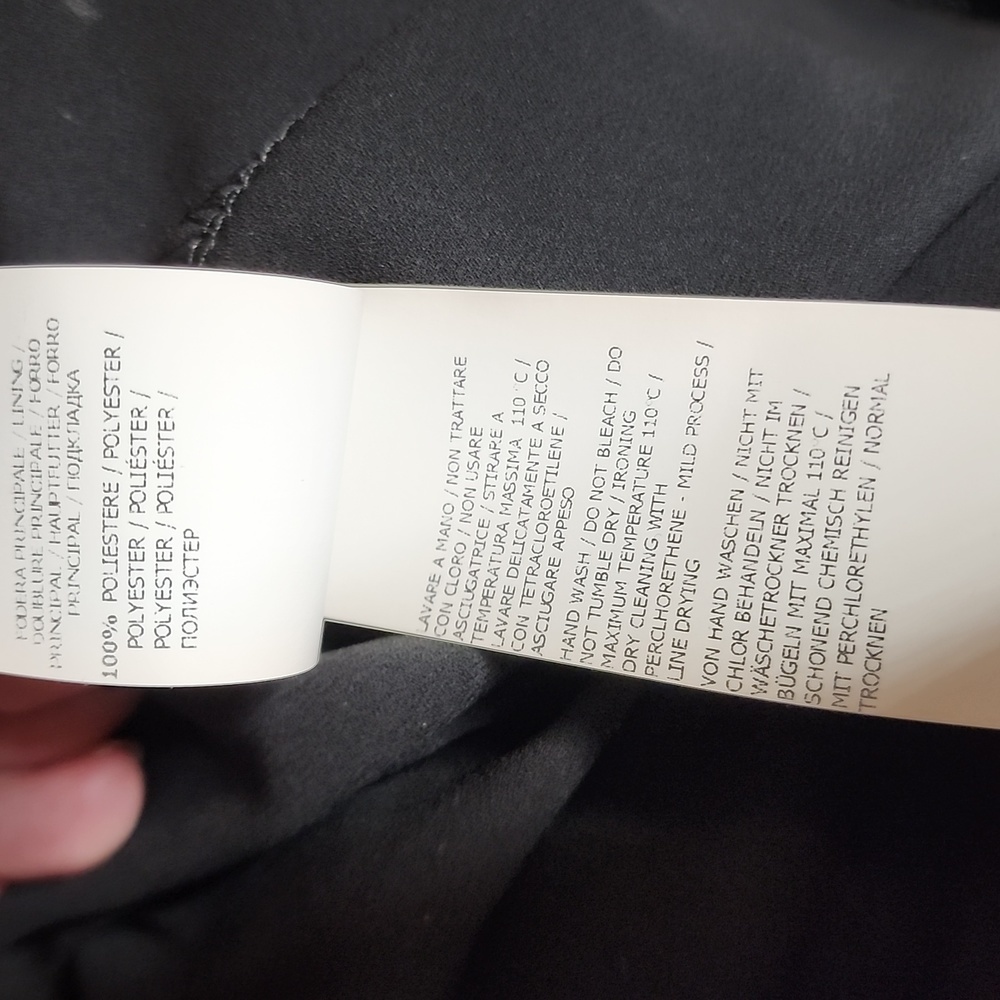 FODERA PRINCIPALE / LINING /
DOUBLURE PRINCIPALE / FORRO
PRINCIPAL / HAUPTFUTTER / FORRO
PRINCIPAL / ПОДКЛАДКА
100% POLIESTERE / POLYESTER /
POLYESTER / POLIÉSTER /
POLYESTER / POLIÉSTER /
ПОЛИЭСТЕР
LAVARE A MANO / NON TRATTARE
CON CLORO / NON USARE
ASCIUGATRICE / STIRARE A
TEMPERATURA MASSIMA 110°C /
LAVARE DELICATAMENTE A SECCO
CON TETRACLOROETILENE /
ASCIUGARE APPESO
HAND WASH / DO NOT BLEACH / DO
NOT TUMBLE DRY / IRONING
MAXIMUM TEMPERATURE 110°C /
DRY CLEANING WITH
PERCLHORETHENE - MILD PROCESS /
LINE DRYING
VON HAND WASCHEN / NICHT MIT
CHLOR BEHANDELN / NICHT IM
WÄSCHETROCKNER TROCKNEN /
BÜGELN MIT MAXIMAL 110°C /
SCHONEND CHEMISCH REINIGEN
MIT PERCHLORETHYLEN / NORMAL
TROCKNEN